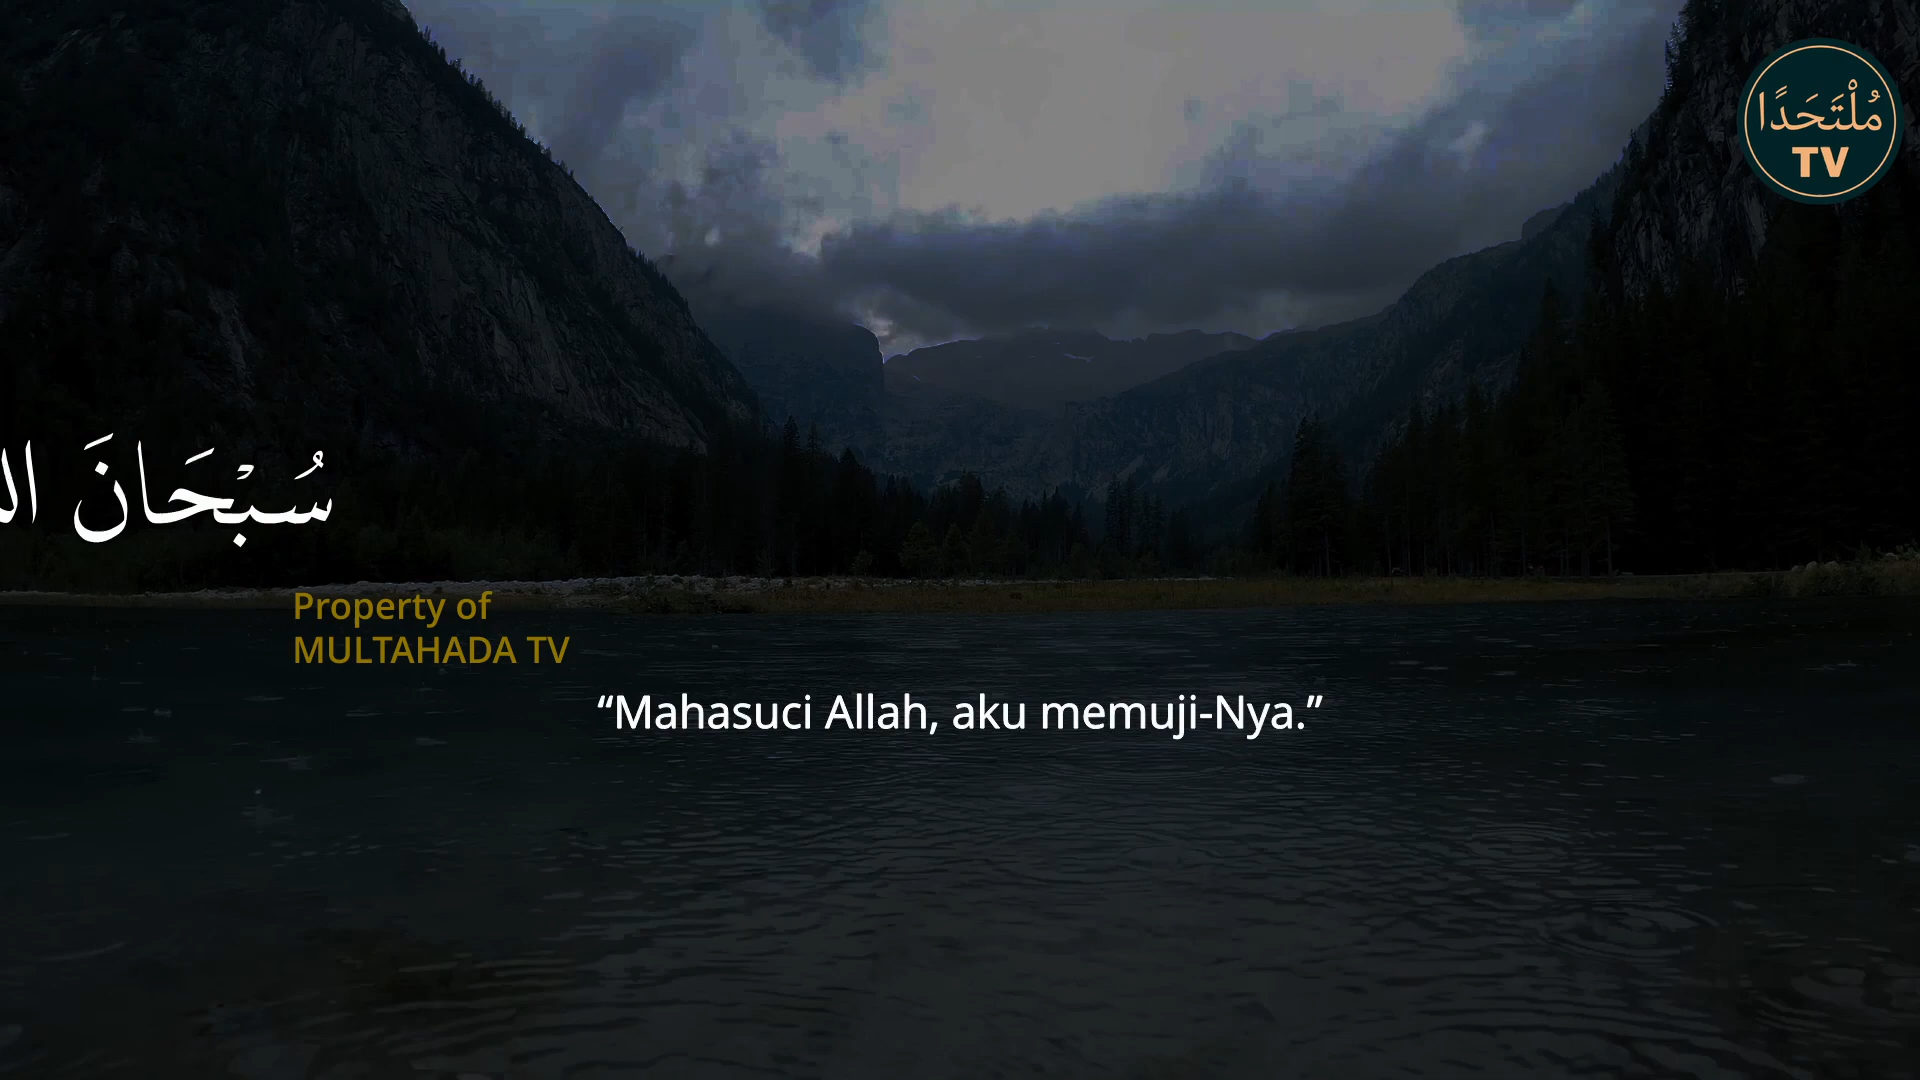 مُلْتَحَدًا
TV
سُبْحَانَ
Property of
MULTAHADA TV
“Mahasuci Allah, aku memuji-Nya.”